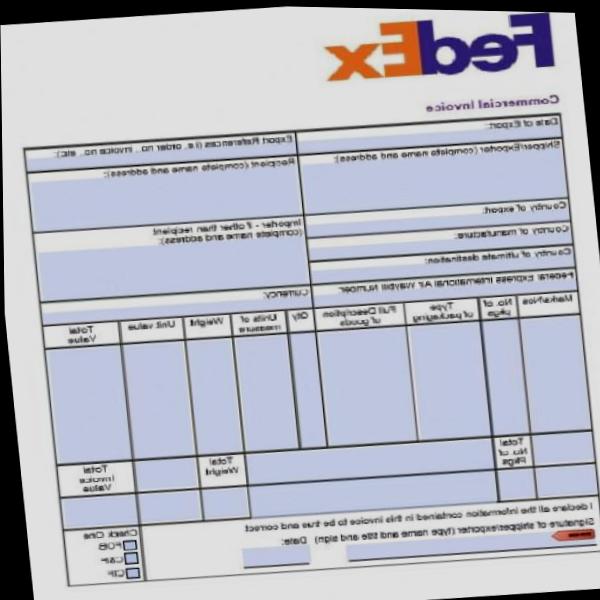 FedEx
Commercial Invoice
Date of Export:
Export References (i.e., order no., invoice no., etc):
Shipper/Exporter (complete name and address):
Recipient (complete name and address):
Country of export:
Importer - if other than recipient
(complete name and address):
Country of manufacture:
Country of ultimate destination:
Federal Express International Air Waybill Number:
Currency:
Marks/Nos
No. of pkgs
Type of packaging
Full Description of goods
Qty
Units of measure
Weight
Unit value
Total Value
Total No. of Pkgs
Total Weight
Total Invoice Value
I declare all the information contained in this invoice to be true and correct
Signature of shipper/exporter (type name and title and sign)
Date:
Check One
FOB
C&F
CIF